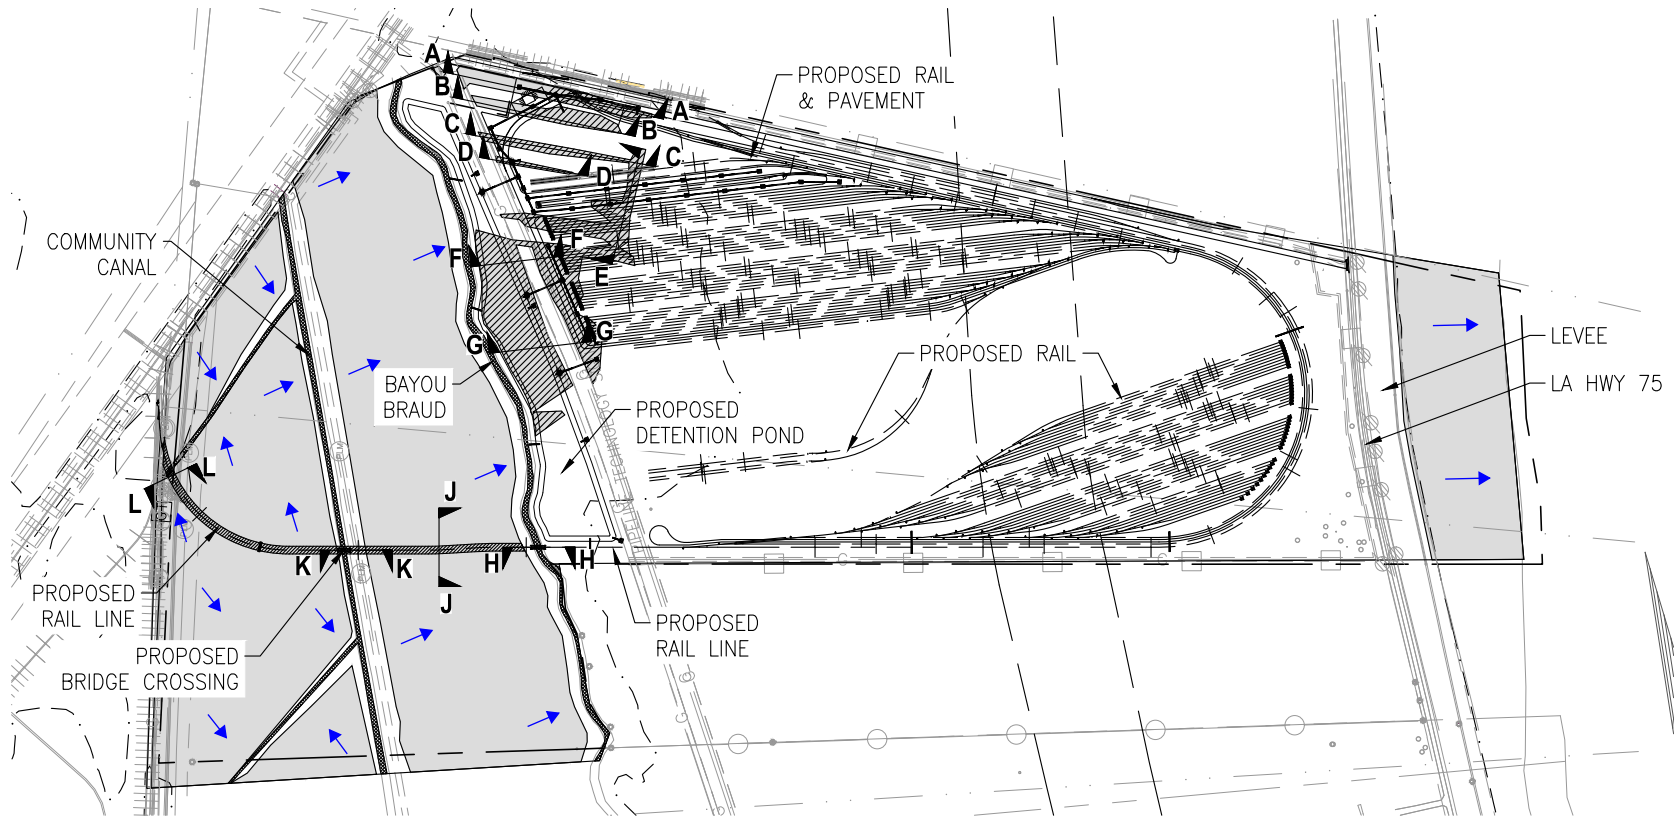 A
B
C
D
A
B
C
D
PROPOSED RAIL
& PAVEMENT
COMMUNITY
CANAL
F
F
E
G
G
LEVEE
LA HWY 75
PROPOSED RAIL
BAYOU
BRAUD
PROPOSED
DETENTION POND
L
L
J
J
K
K
H
H
PROPOSED
RAIL LINE
PROPOSED
BRIDGE CROSSING
PROPOSED
RAIL LINE